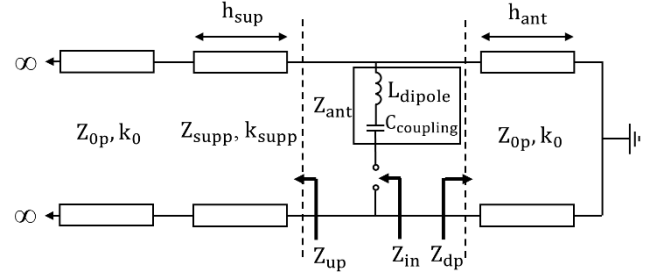 h_sup
h_ant
∞
Z_ant
L_dipole
C_coupling
Z_0p, k_0
Z_supp, k_supp
Z_0p, k_0
∞
Z_up
Z_in
Z_dp